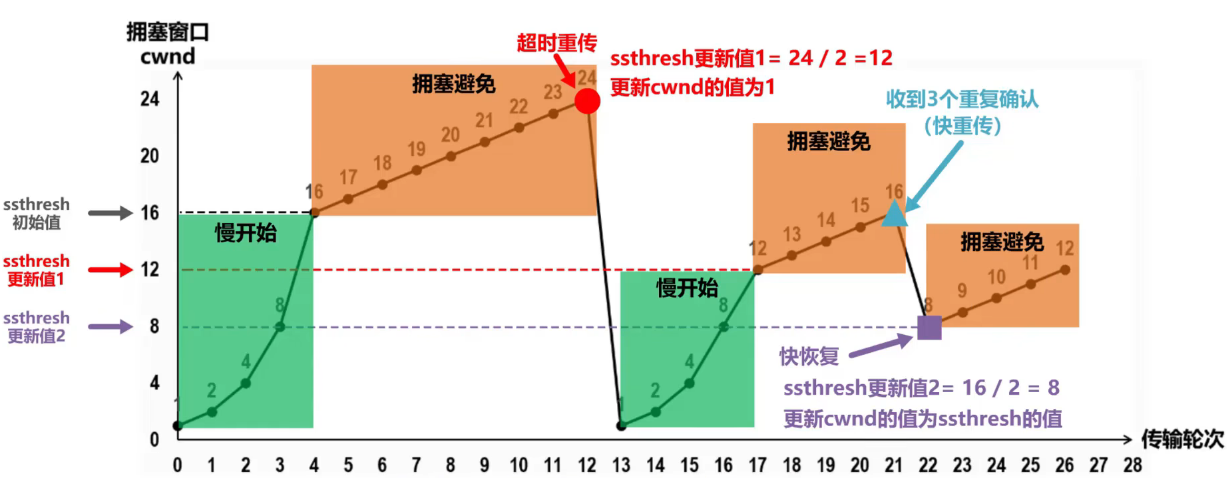 拥塞窗口
cwnd
超时重传
ssthresh更新值1= 24 / 2 =12
更新cwnd的值为1
收到3个重复确认
（快重传）
拥塞避免
拥塞避免
拥塞避免
慢开始
慢开始
ssthresh
初始值
ssthresh
更新值1
ssthresh
更新值2
24
20
16
12
8
4
0
2
4
8
16
17
18
19
20
21
22
23
24
1
2
4
8
12
13
14
15
16
8
9
10
11
12
快恢复
ssthresh更新值2= 16 / 2 = 8
更新cwnd的值为ssthresh的值
传输轮次
0 1 2 3 4 5 6 7 8 9 10 11 12 13 14 15 16 17 18 19 20 21 22 23 24 25 26 27 28